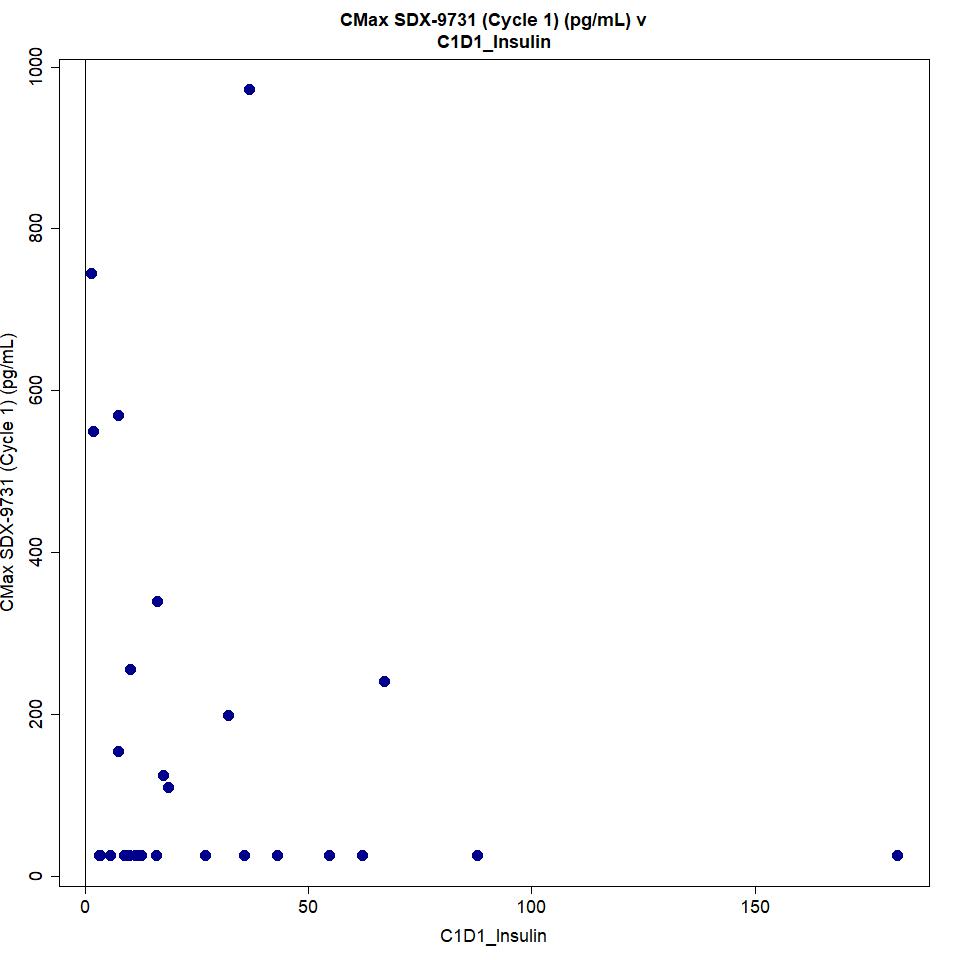 CMax SDX-9731 (Cycle 1) (pg/mL) v
C1D1_Insulin
CMax SDX-9731 (Cycle 1) (pg/mL)
1000
800
600
400
200
0
0 50 100 150
C1D1_Insulin